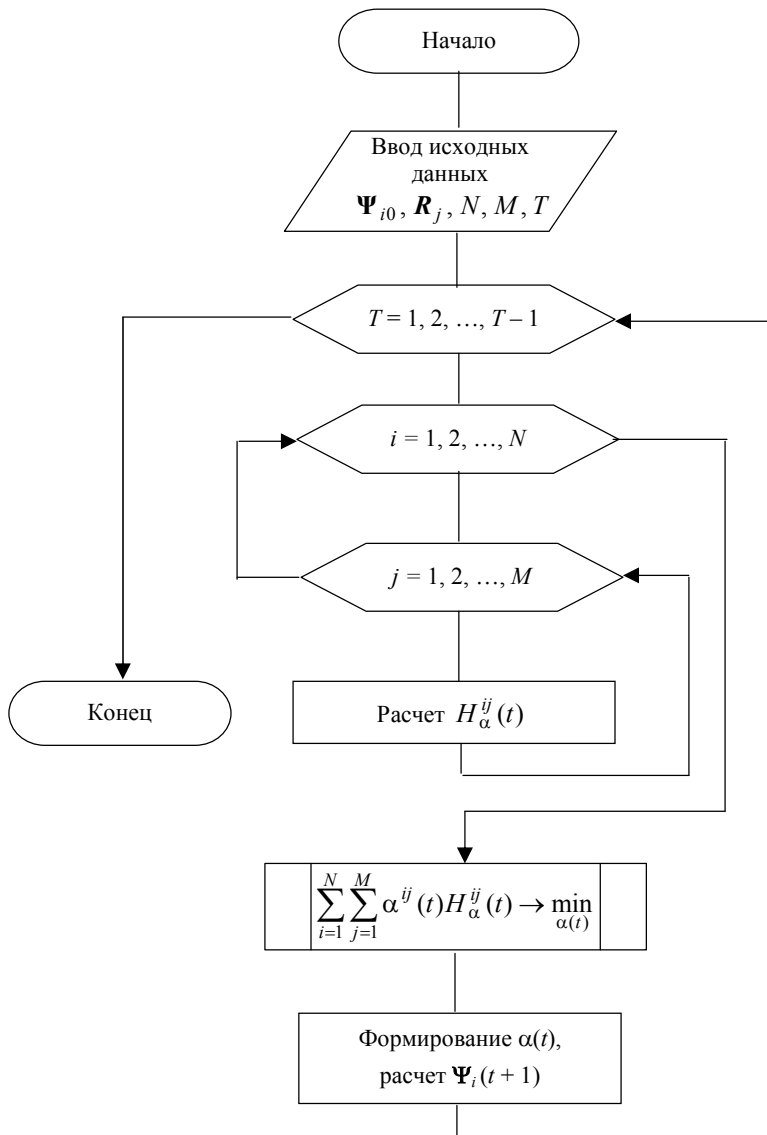 Начало
Ввод исходных
данных
Ψ_{i0}, R_j, N, M, T
T = 1, 2, …, T – 1
i = 1, 2, …, N
j = 1, 2, …, M
Конец
Расчет H_α^{ij}(t)
∑_{i=1}^{N} ∑_{j=1}^{M} α^{ij}(t)H_α^{ij}(t) → min_{α(t)}
Формирование α(t),
расчет Ψ_i(t + 1)